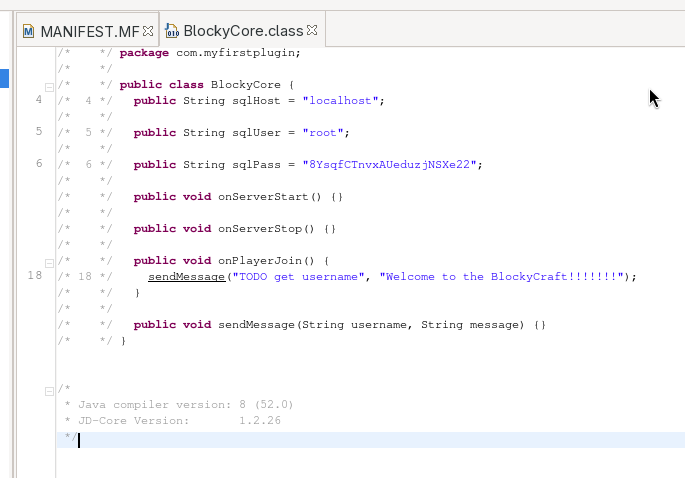 MANIFEST.MF BlockyCore.class
/*    */ package com.myfirstplugin;
/*    */
/*    */ public class BlockyCore {
4 /*  4 */   public String sqlHost = "localhost";
/*    */
5 /*  5 */   public String sqlUser = "root";
/*    */
6 /*  6 */   public String sqlPass = "8YsqfCTnvxAUeduzjNSXe22";
/*    */
/*    */   public void onServerStart() {}
/*    */
/*    */   public void onServerStop() {}
/*    */
/*    */   public void onPlayerJoin() {
18 /* 18 */     sendMessage("TODO get username", "Welcome to the BlockyCraft!!!!!!!");
/*    */   }
/*    */
/*    */   public void sendMessage(String username, String message) {}
/*    */ }
/*
 * Java compiler version: 8 (52.0)
 * JD-Core Version:       1.2.26
 */